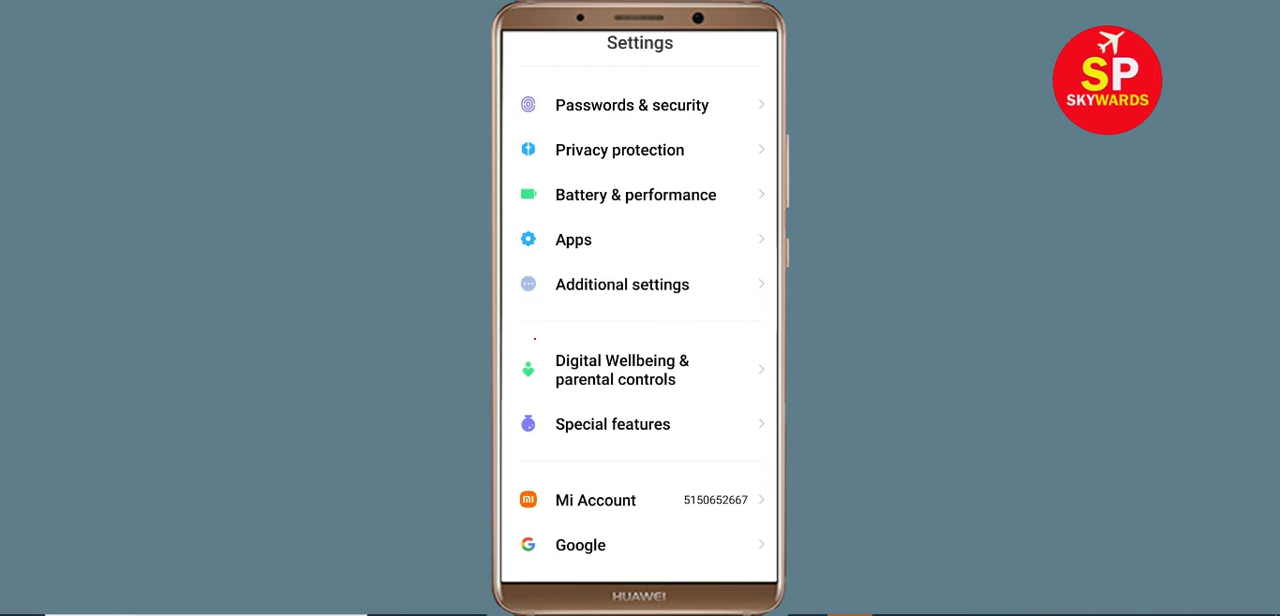 Settings
SP
SKYWARDS
Passwords & security
Privacy protection
Battery & performance
Apps
Additional settings
Digital Wellbeing &
parental controls
Special features
mi Mi Account 5150652667
Google
HUAWEI